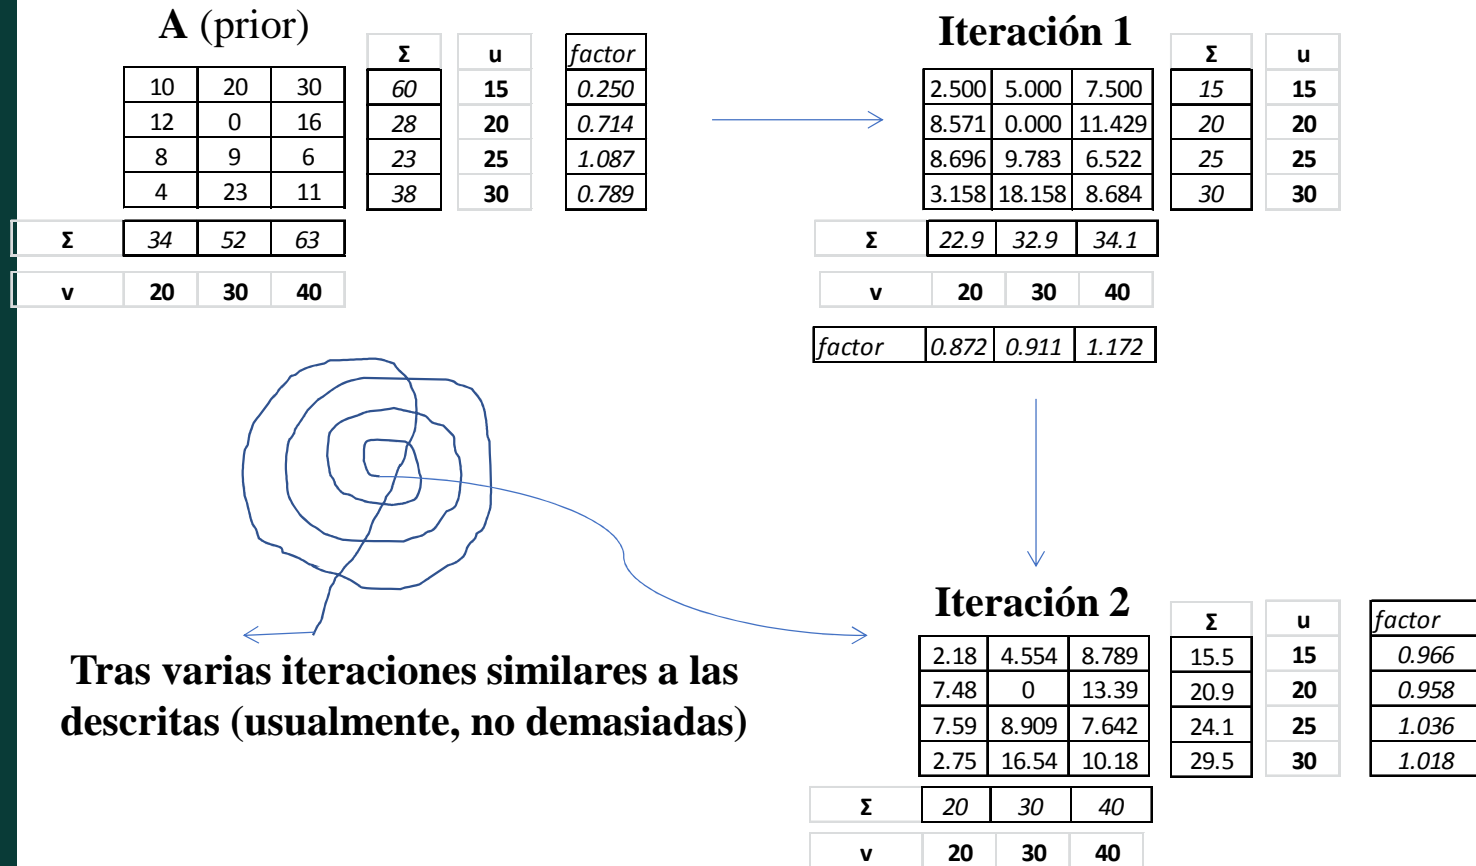 A (prior)
Σ u factor
10 20 30 60 15 0.250
12 0 16 28 20 0.714
8 9 6 23 25 1.087
4 23 11 38 30 0.789
Σ 34 52 63
v 20 30 40
Iteración 1
Σ u
2.500 5.000 7.500 15 15
8.571 0.000 11.429 20 20
8.696 9.783 6.522 25 25
3.158 18.158 8.684 30 30
Σ 22.9 32.9 34.1
v 20 30 40
factor 0.872 0.911 1.172
Tras varias iteraciones similares a las
descritas (usualmente, no demasiadas)
Iteración 2
Σ u factor
2.18 4.554 8.789 15.5 15 0.966
7.48 0 13.39 20.9 20 0.958
7.59 8.909 7.642 24.1 25 1.036
2.75 16.54 10.18 29.5 30 1.018
Σ 20 30 40
v 20 30 40